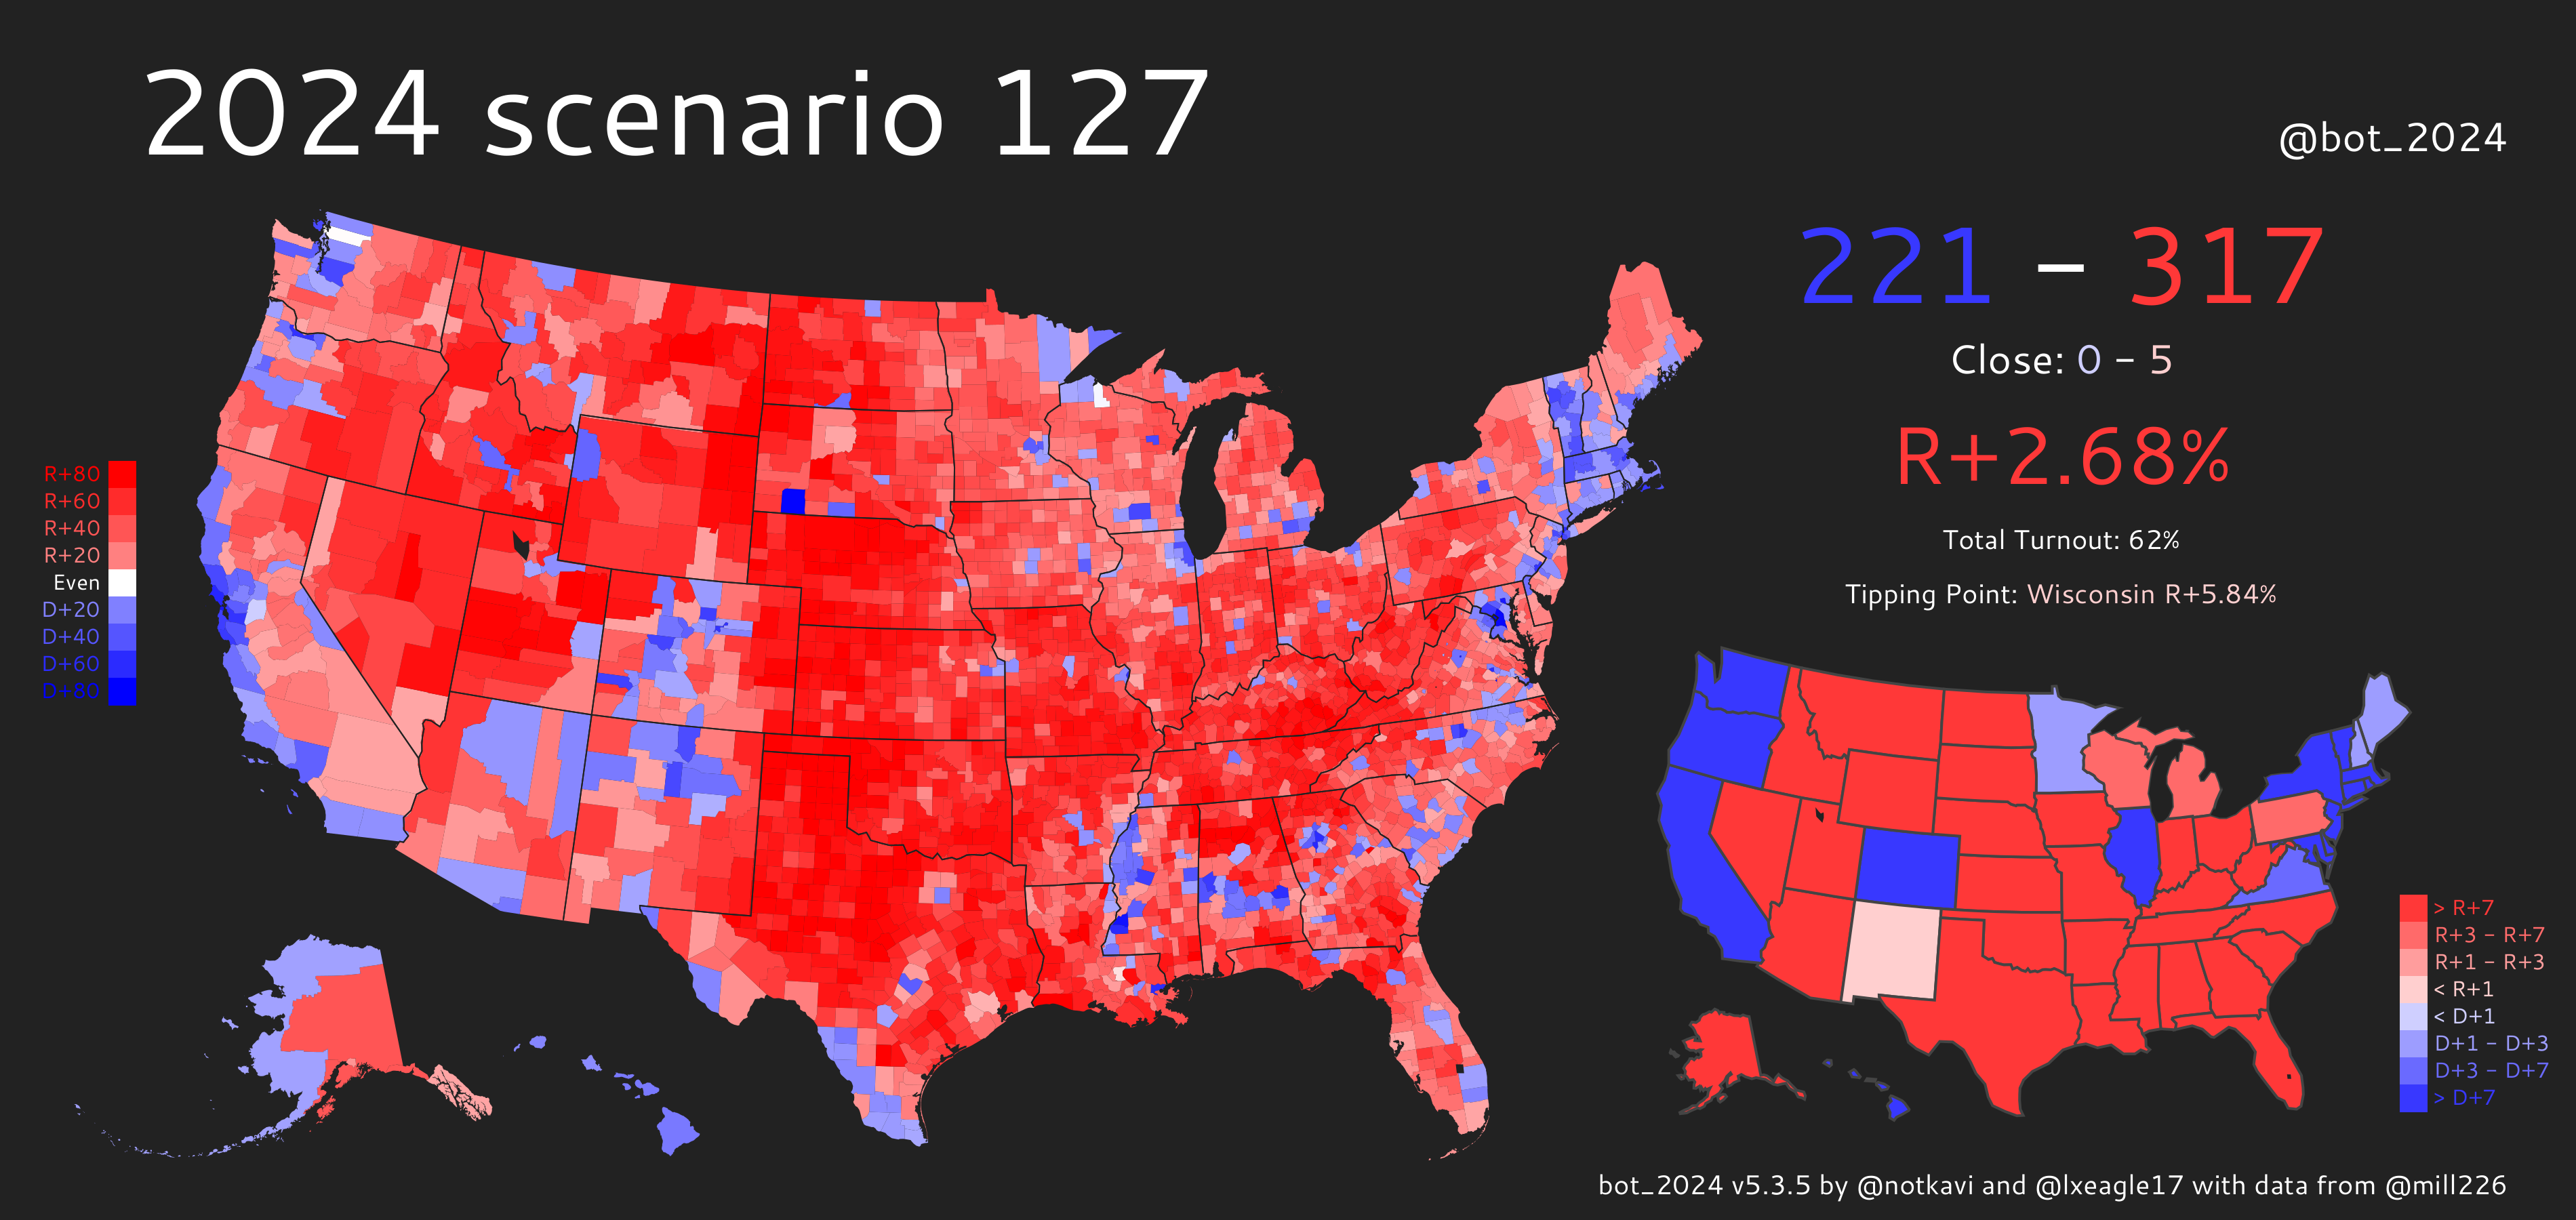 2024 scenario 127
@bot_2024
221 – 317
Close: 0 – 5
R+2.68%
Total Turnout: 62%
Tipping Point: Wisconsin R+5.84%
R+80
R+60
R+40
R+20
Even
D+20
D+40
D+60
D+80
> R+7
R+3 – R+7
R+1 – R+3
< R+1
< D+1
D+1 – D+3
D+3 – D+7
> D+7
bot_2024 v5.3.5 by @notkavi and @lxeagle17 with data from @mill226